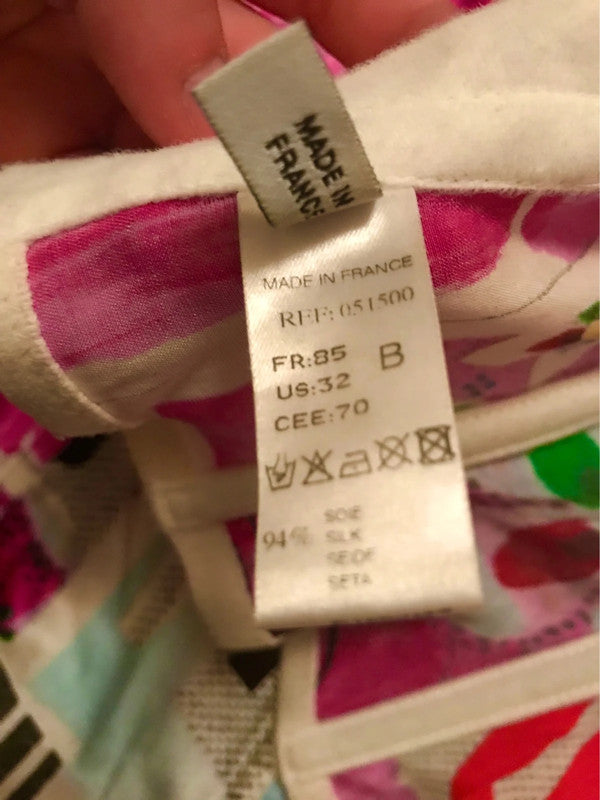 MADE IN
FRANCE
MADE IN FRANCE
REF: 051500
FR:85 B
US:32
CEE:70
94% SOIE
SILK
SEIDE
SETA